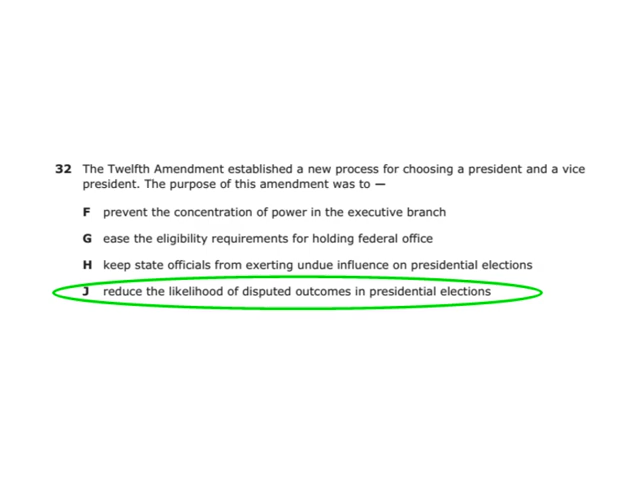 32 The Twelfth Amendment established a new process for choosing a president and a vice
president. The purpose of this amendment was to —
F prevent the concentration of power in the executive branch
G ease the eligibility requirements for holding federal office
H keep state officials from exerting undue influence on presidential elections
J reduce the likelihood of disputed outcomes in presidential elections